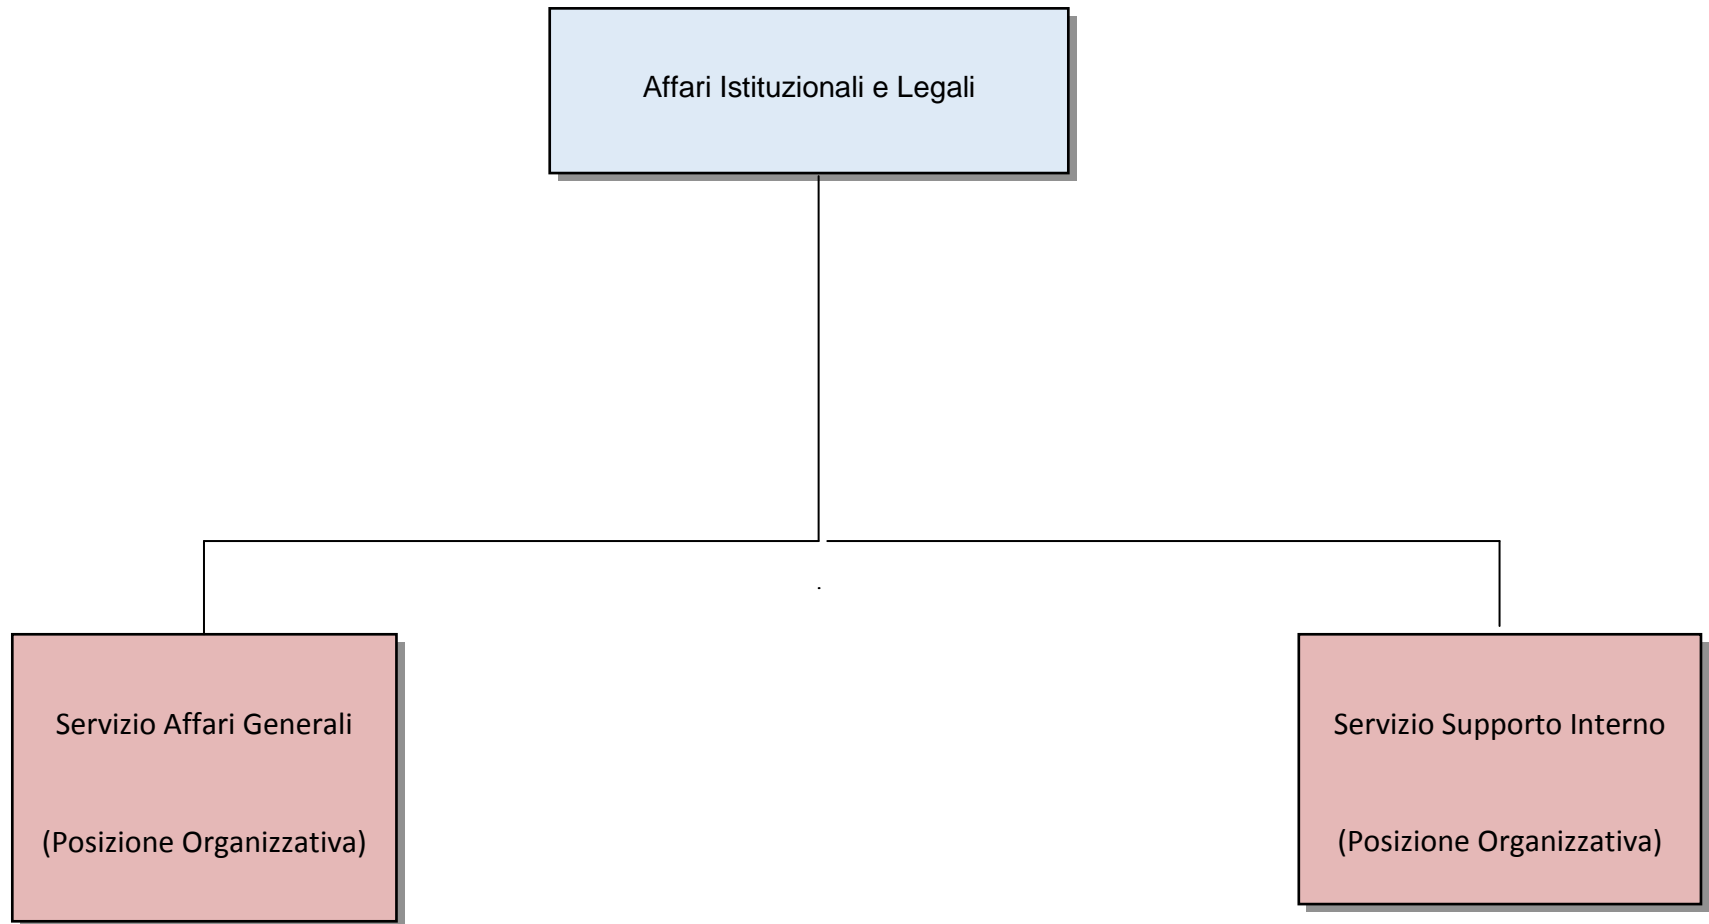 Affari Istituzionali e Legali
.
Servizio Affari Generali
(Posizione Organizzativa)
Servizio Supporto Interno
(Posizione Organizzativa)